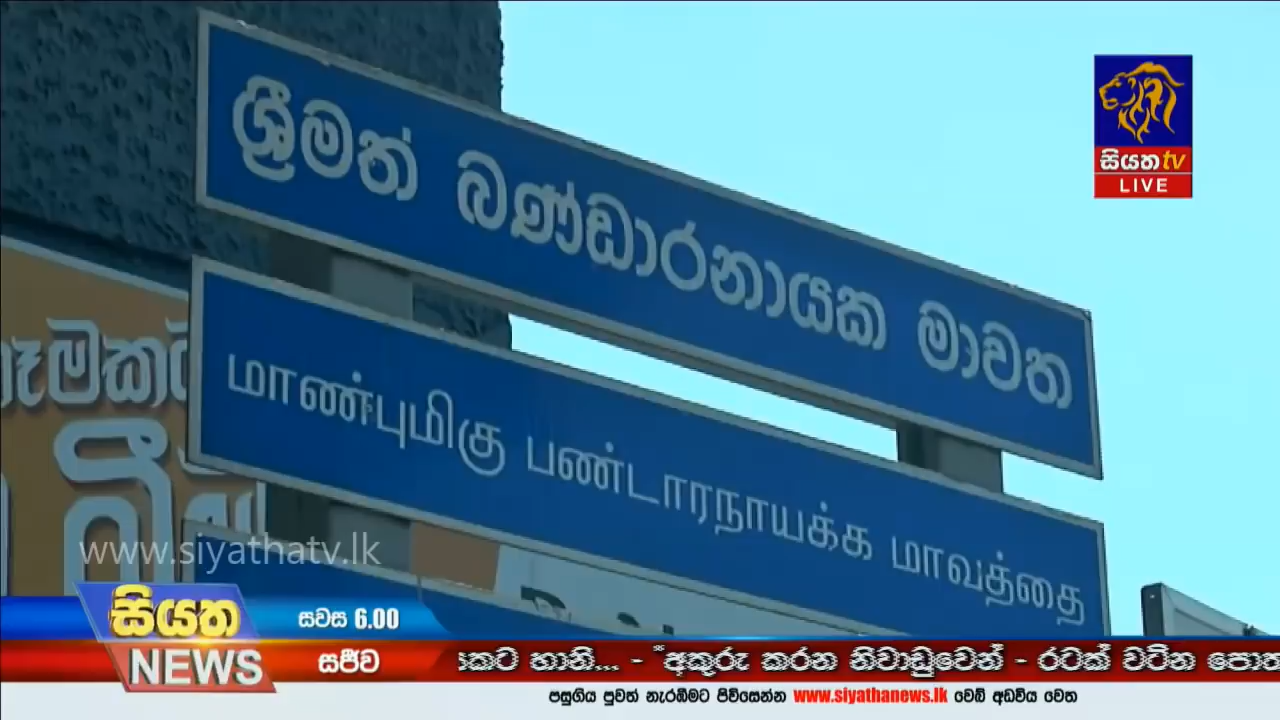 ශ්‍රීමත් බණ්ඩාරනායක මාවත
සියත tv
LIVE
மாண்புமிகு பண்டாரநாயக்க மாவத்தை
www.siyathatv.lk
සියත
NEWS
සවස 6.00
සජීව
කට හානි... - "අකුරු කරන නිවාඩුවෙන් - රටක් වටින
පසුගිය පුවත් නැරඹීමට පිවිසෙන්න www.siyathanews.lk වෙබ් අඩවිය වෙත